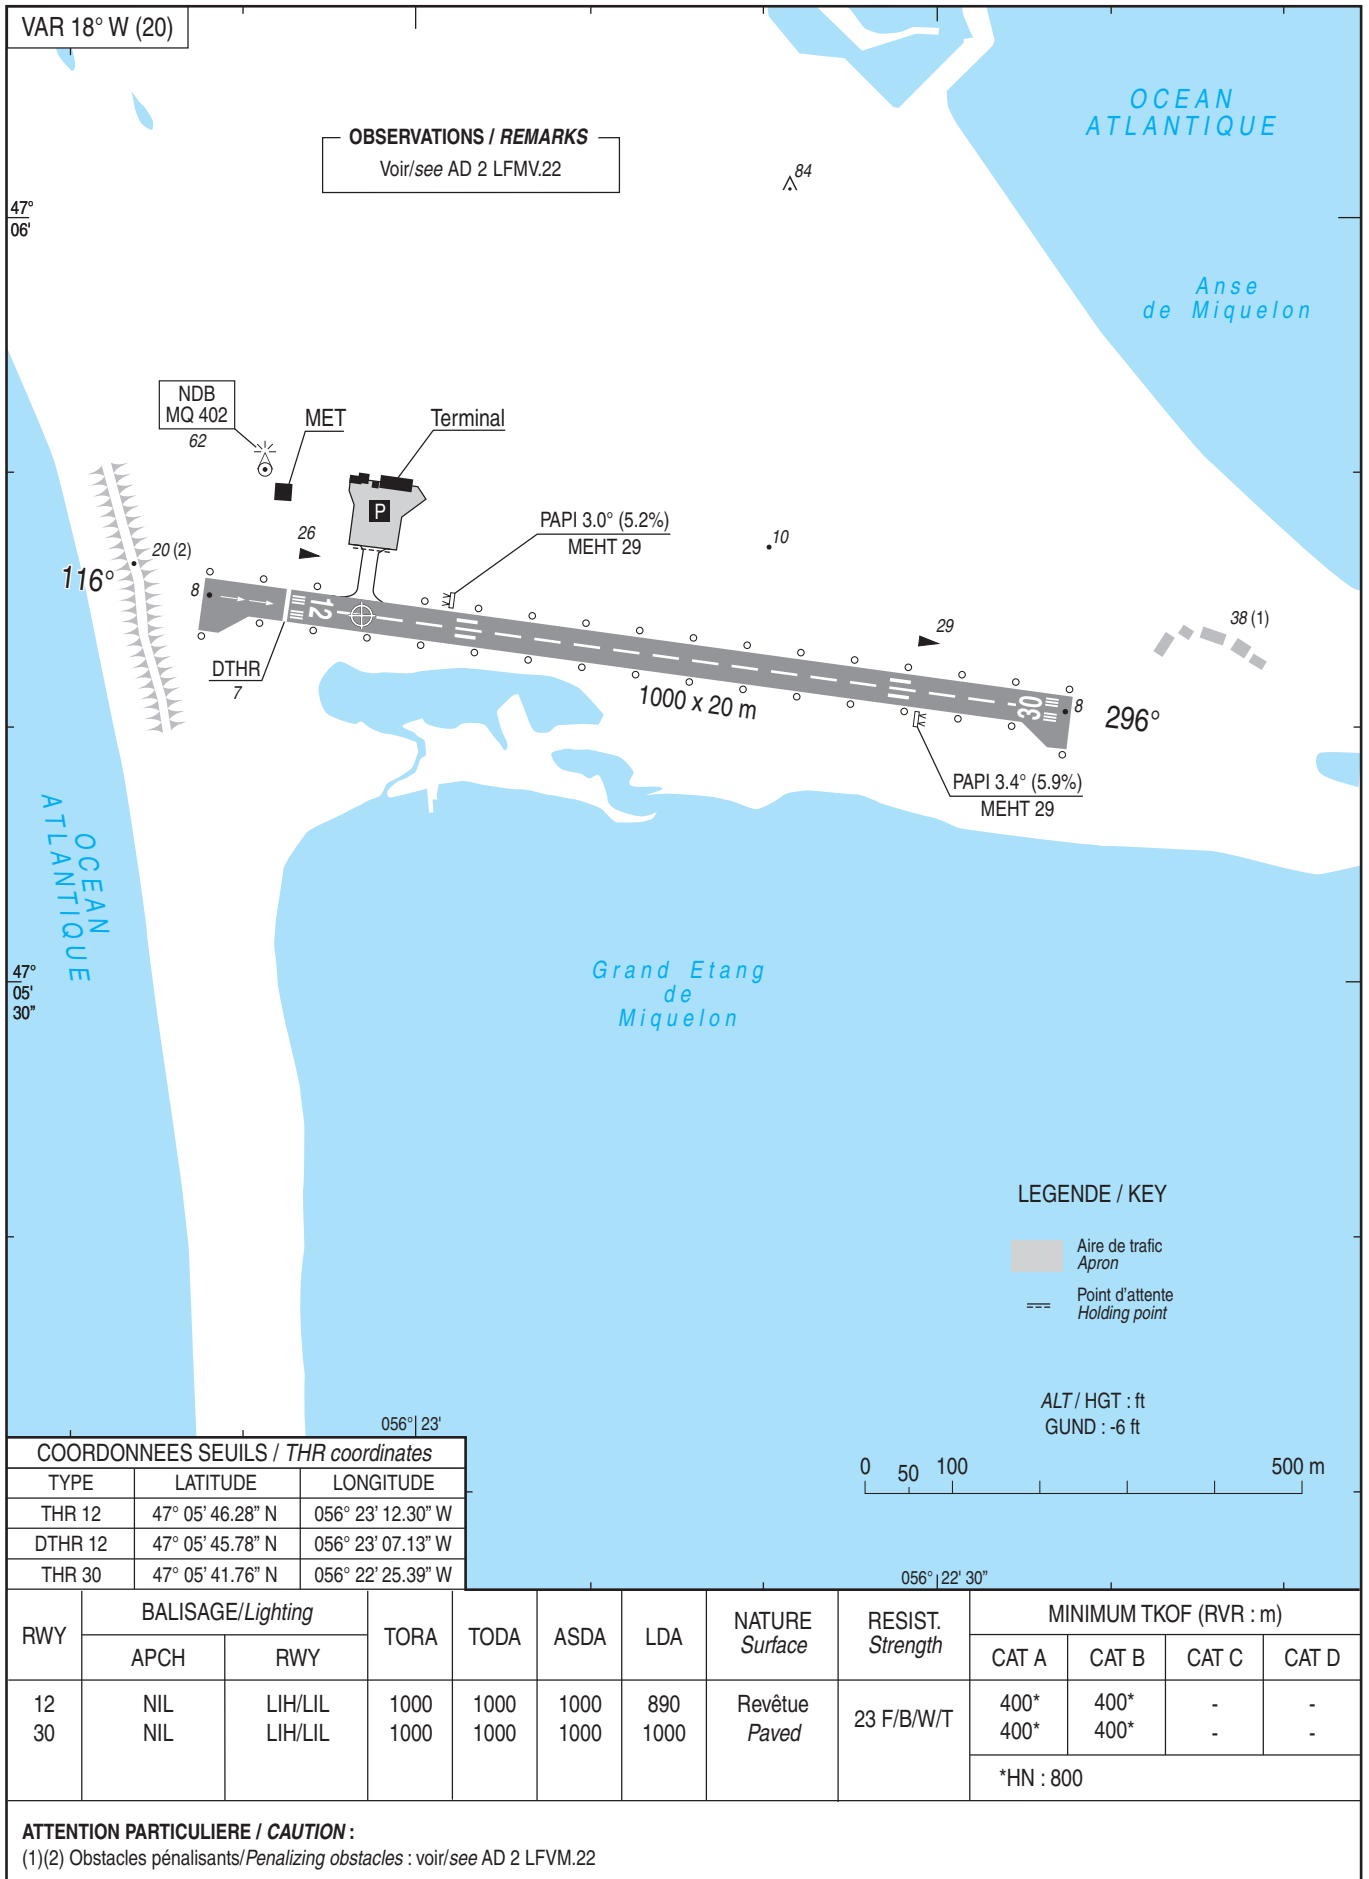 VAR 18° W (20)
OCEAN
ATLANTIQUE
OBSERVATIONS / REMARKS
Voir/see AD 2 LFMV.22
84
47°
06'
Anse
de Miquelon
NDB
MQ 402
62
MET
Terminal
P
PAPI 3.0° (5.2%)
MEHT 29
26
10
20 (2)
116°
8
12
29
38 (1)
DTHR
7
1000 x 20 m
30
8
296°
PAPI 3.4° (5.9%)
MEHT 29
OCEAN
ATLANTIQUE
47°
05'
30”
Grand Etang
de
Miquelon
LEGENDE / KEY
Aire de trafic
Apron
Point d'attente
Holding point
ALT / HGT : ft
GUND : -6 ft
056° 23'
0 50 100 500 m
COORDONNEES SEUILS / THR coordinates
TYPE LATITUDE LONGITUDE
THR 12 47° 05' 46.28” N 056° 23' 12.30” W
DTHR 12 47° 05' 45.78” N 056° 23' 07.13” W
THR 30 47° 05' 41.76” N 056° 22' 25.39” W
056° 22' 30”
RWY BALISAGE/Lighting TORA TODA ASDA LDA NATURE Surface RESIST. Strength MINIMUM TKOF (RVR : m)
APCH RWY CAT A CAT B CAT C CAT D
12 NIL LIH/LIL 1000 1000 1000 890 Revêtue 23 F/B/W/T 400* 400* - -
30 NIL LIH/LIL 1000 1000 1000 1000 Paved 400* 400* - -
*HN : 800
ATTENTION PARTICULIERE / CAUTION :
(1)(2) Obstacles pénalisants/Penalizing obstacles : voir/see AD 2 LFVM.22